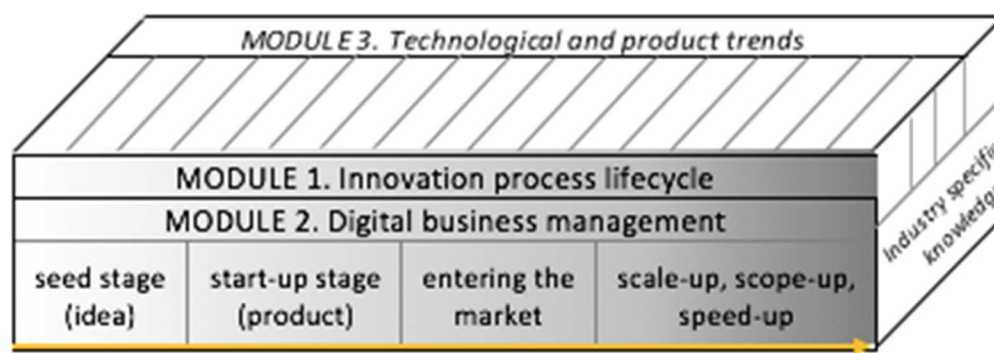 MODULE 3. Technological and product trends
MODULE 1. Innovation process lifecycle
MODULE 2. Digital business management
seed stage
(idea)
start-up stage
(product)
entering the
market
scale-up, scope-up,
speed-up
Industry specific